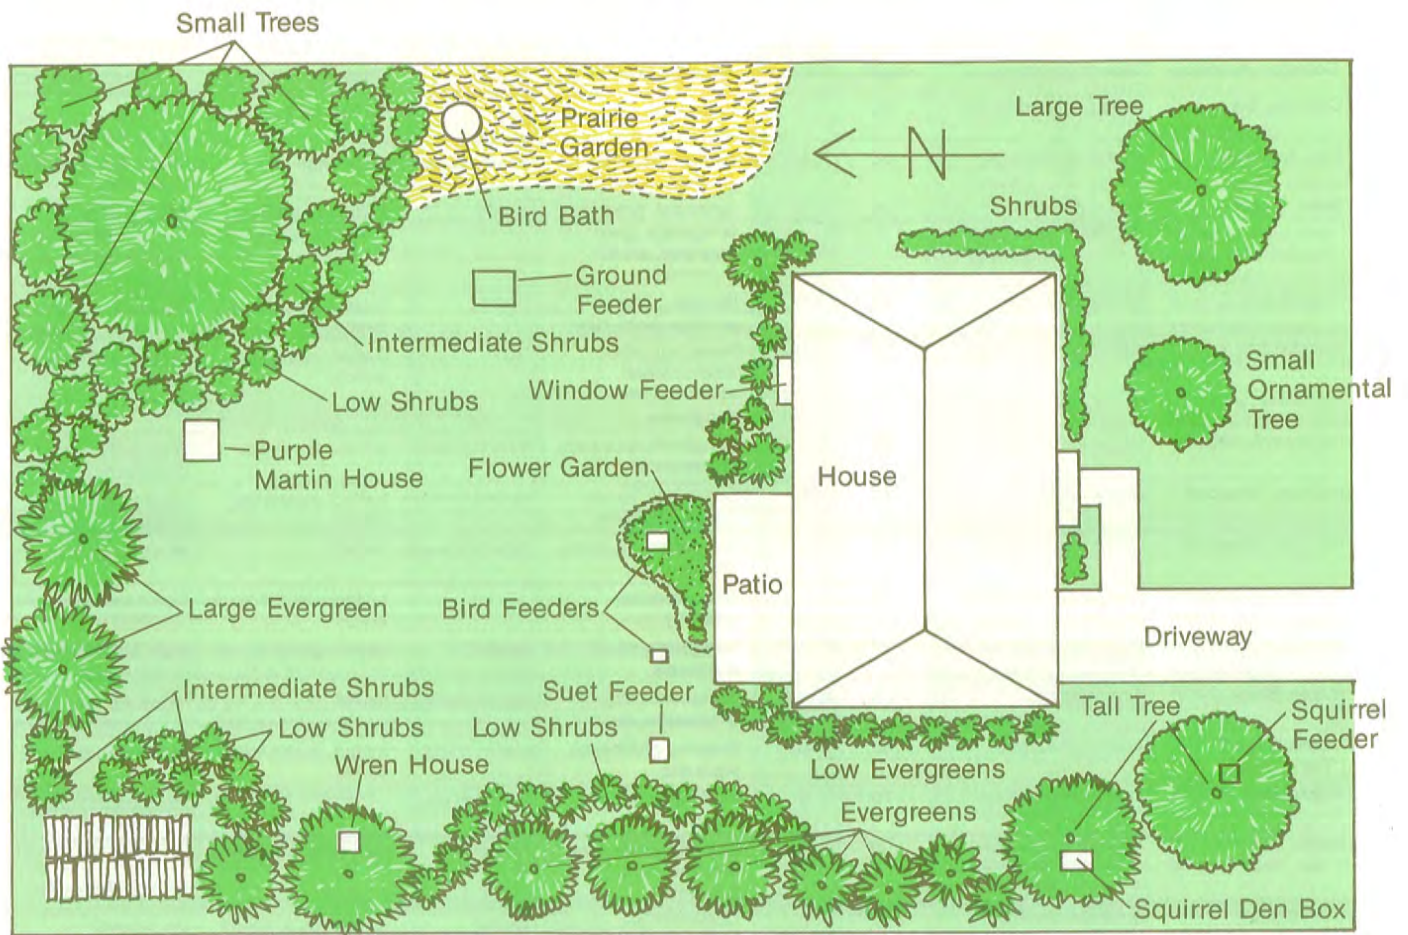 Small Trees
Large Tree
Prairie
Garden
N
Bird Bath
Shrubs
Ground
Feeder
Intermediate Shrubs
Window Feeder
Low Shrubs
Small
Ornamental
Tree
Purple
Martin House
Flower Garden
House
Patio
Large Evergreen
Bird Feeders
Driveway
Intermediate Shrubs
Suet Feeder
Tall Tree
Squirrel
Feeder
Low Shrubs
Low Shrubs
Wren House
Low Evergreens
Evergreens
Squirrel Den Box